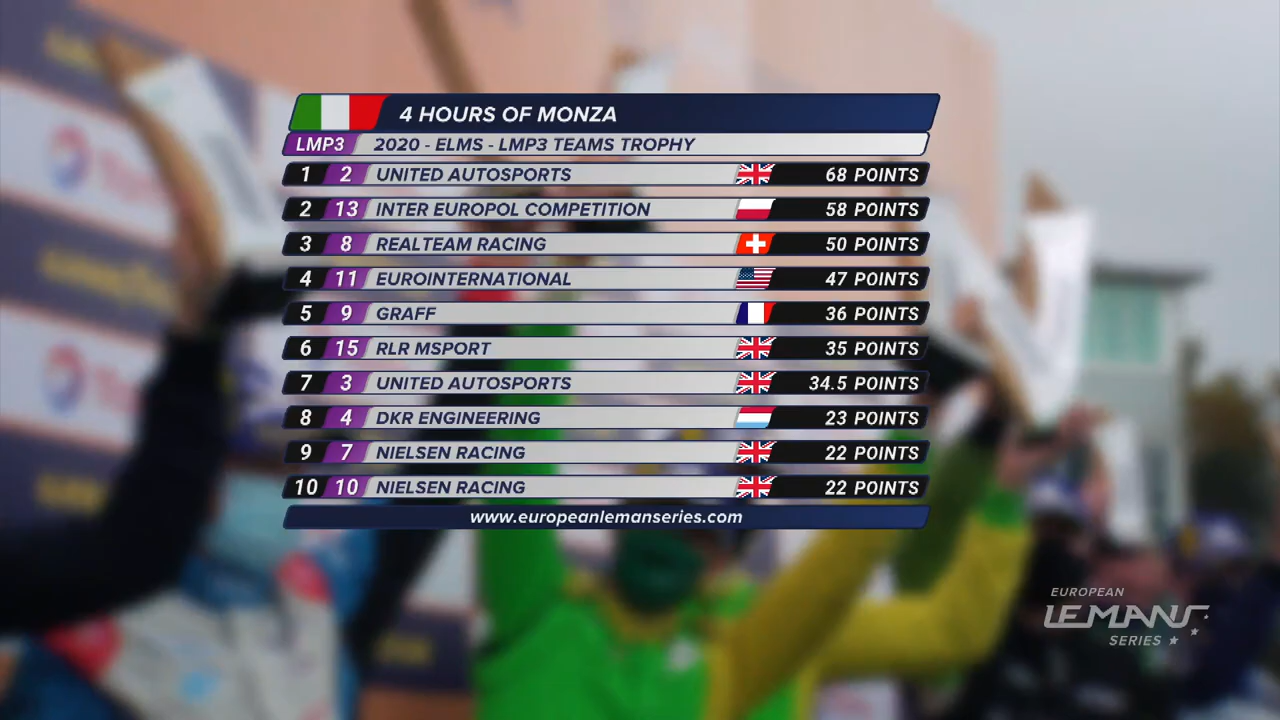 4 HOURS OF MONZA
LMP3 2020 - ELMS - LMP3 TEAMS TROPHY
1 2 UNITED AUTOSPORTS 68 POINTS
2 13 INTER EUROPOL COMPETITION 58 POINTS
3 8 REALTEAM RACING 50 POINTS
4 11 EUROINTERNATIONAL 47 POINTS
5 9 GRAFF 36 POINTS
6 15 RLR MSPORT 35 POINTS
7 3 UNITED AUTOSPORTS 34.5 POINTS
8 4 DKR ENGINEERING 23 POINTS
9 7 NIELSEN RACING 22 POINTS
10 10 NIELSEN RACING 22 POINTS
www.europeanlemanseries.com
EUROPEAN
LEMANS
SERIES